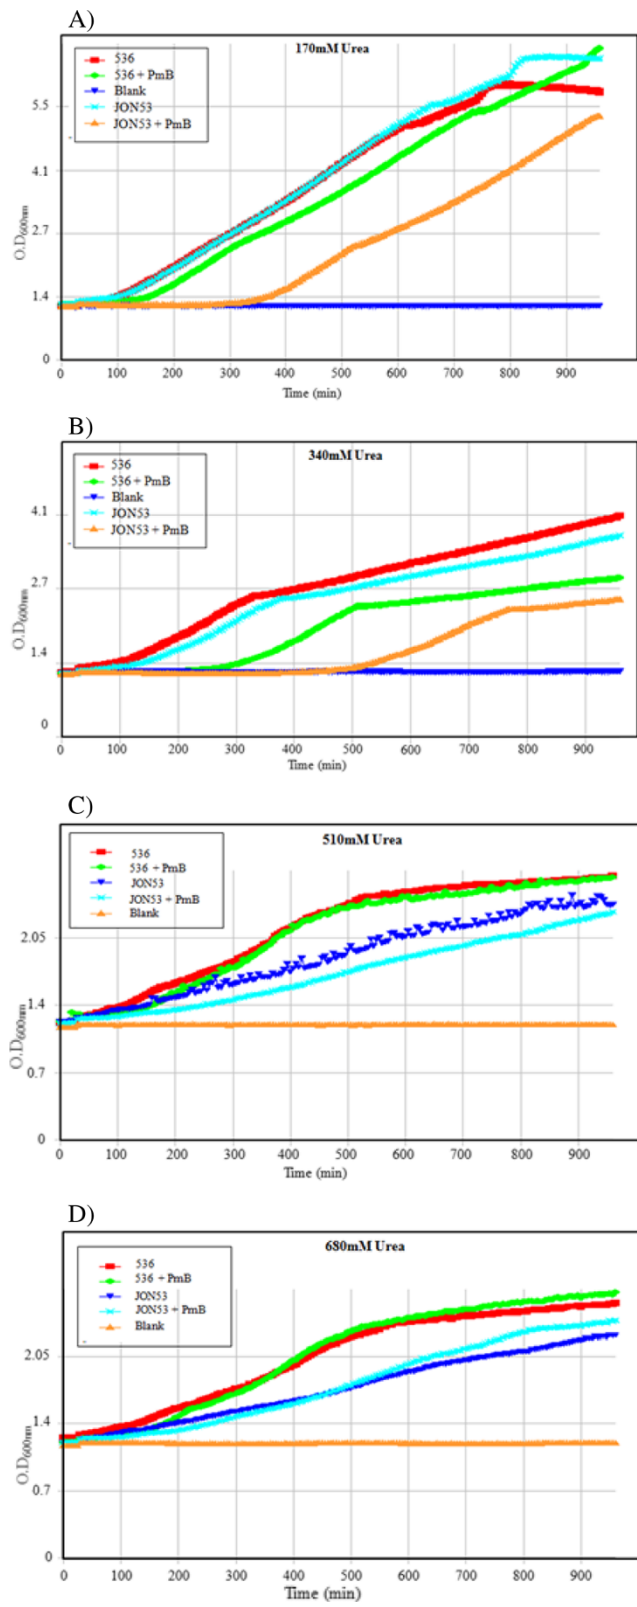 A)
170mM Urea
536
536 + PmB
Blank
JON53
JON53 + PmB
5.5
4.1
2.7
1.4
0
O.D600nm
0 100 200 300 400 500 600 700 800 900
Time (min)
B)
340mM Urea
536
536 + PmB
Blank
JON53
JON53 + PmB
4.1
2.7
1.4
0
O.D600nm
0 100 200 300 400 500 600 700 800 900
Time (min)
C)
510mM Urea
536
536 + PmB
JON53
JON53 + PmB
Blank
2.05
1.4
0.7
0
O.D600nm
0 100 200 300 400 500 600 700 800 900
Time (min)
D)
680mM Urea
536
536 + PmB
JON53
JON53 + PmB
Blank
2.05
1.4
0.7
0
O.D600nm
0 100 200 300 400 500 600 700 800 900
Time (min)